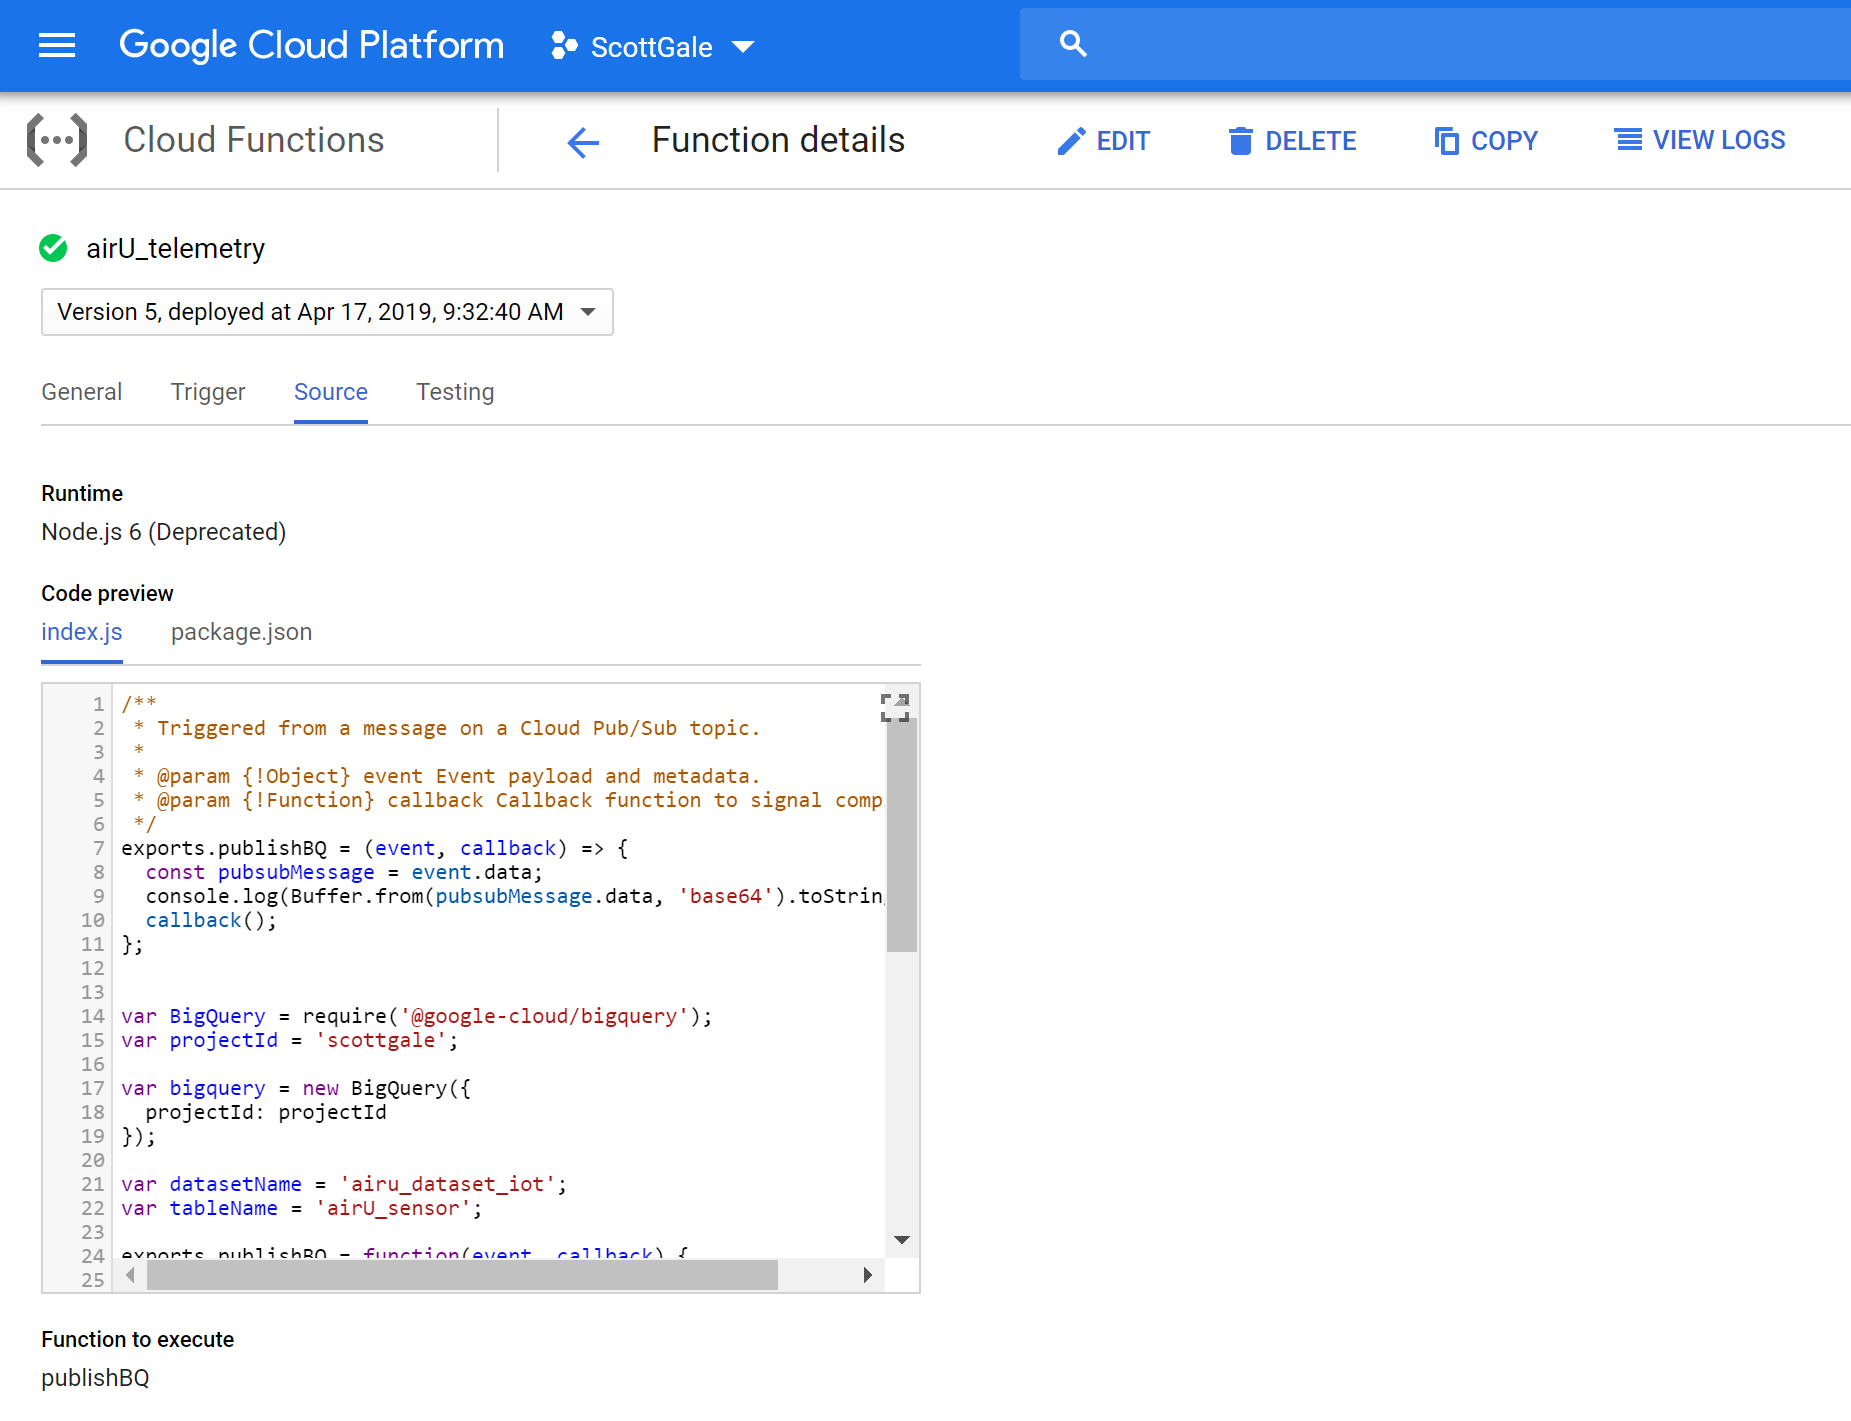 Google Cloud Platform ScottGale
Cloud Functions Function details EDIT DELETE COPY VIEW LOGS
airU_telemetry
Version 5, deployed at Apr 17, 2019, 9:32:40 AM
General Trigger Source Testing
Runtime
Node.js 6 (Deprecated)
Code preview
index.js package.json
1 /**
2  * Triggered from a message on a Cloud Pub/Sub topic.
3  *
4  * @param {!Object} event Event payload and metadata.
5  * @param {!Function} callback Callback function to signal comp
6  */
7 exports.publishBQ = (event, callback) => {
8   const pubsubMessage = event.data;
9   console.log(Buffer.from(pubsubMessage.data, 'base64').toString
10   callback();
11 };
12
13
14 var BigQuery = require('@google-cloud/bigquery');
15 var projectId = 'scottgale';
16
17 var bigquery = new BigQuery({
18   projectId: projectId
19 });
20
21 var datasetName = 'airu_dataset_iot';
22 var tableName = 'airU_sensor';
23
24 exports.publishBQ = function(event, callback) {
25
Function to execute
publishBQ